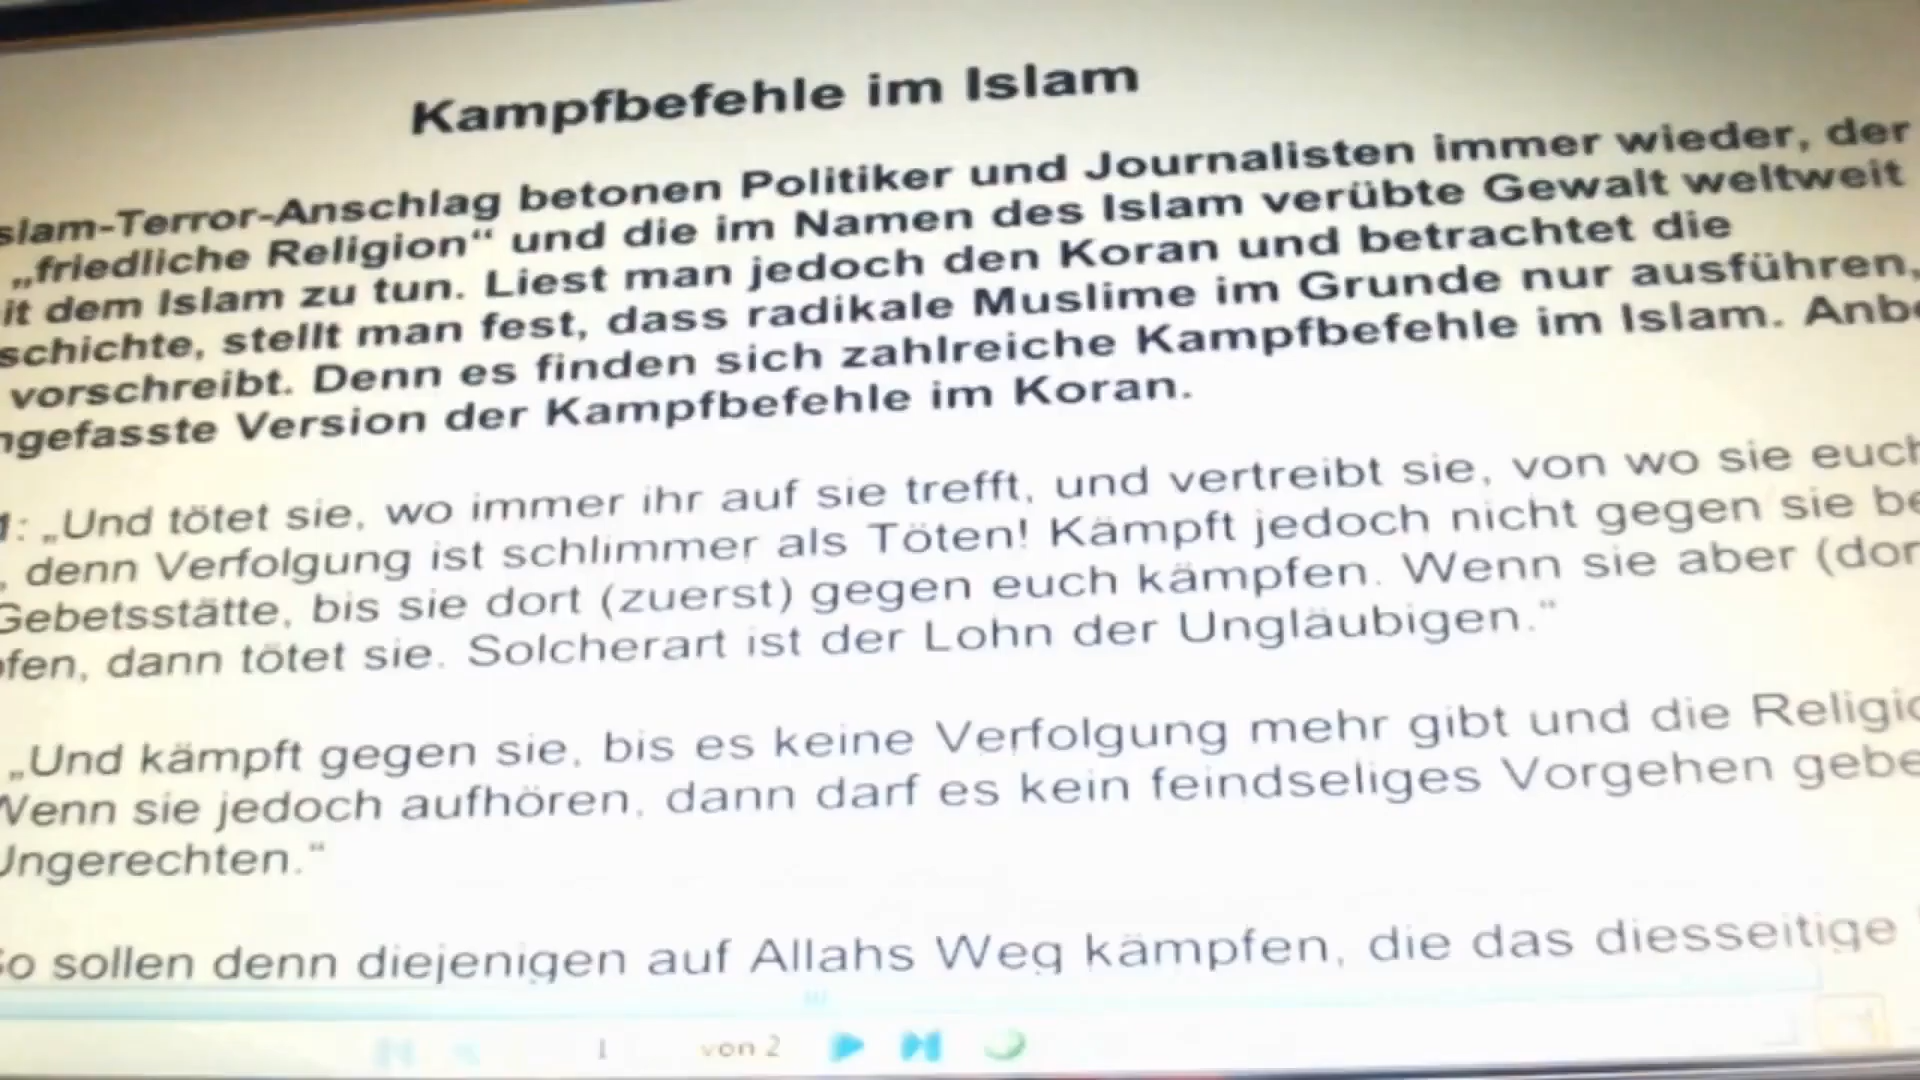 Kampfbefehle im Islam
slam-Terror-Anschlag betonen Politiker und Journalisten immer wieder, der
„friedliche Religion“ und die im Namen des Islam verübte Gewalt weltweit
it dem Islam zu tun. Liest man jedoch den Koran und betrachtet die
schichte, stellt man fest, dass radikale Muslime im Grunde nur ausführen,
vorschreibt. Denn es finden sich zahlreiche Kampfbefehle im Islam. Anbe
ngefasste Version der Kampfbefehle im Koran.
1: „Und tötet sie, wo immer ihr auf sie trefft, und vertreibt sie, von wo sie euch
, denn Verfolgung ist schlimmer als Töten! Kämpft jedoch nicht gegen sie be
Gebetsstätte, bis sie dort (zuerst) gegen euch kämpfen. Wenn sie aber (dor
fen, dann tötet sie. Solcherart ist der Lohn der Ungläubigen.“
„Und kämpft gegen sie, bis es keine Verfolgung mehr gibt und die Religio
Wenn sie jedoch aufhören, dann darf es kein feindseliges Vorgehen gebe
Ungerechten.“
So sollen denn diejenigen auf Allahs Weg kämpfen, die das diesseitige
1 von 2